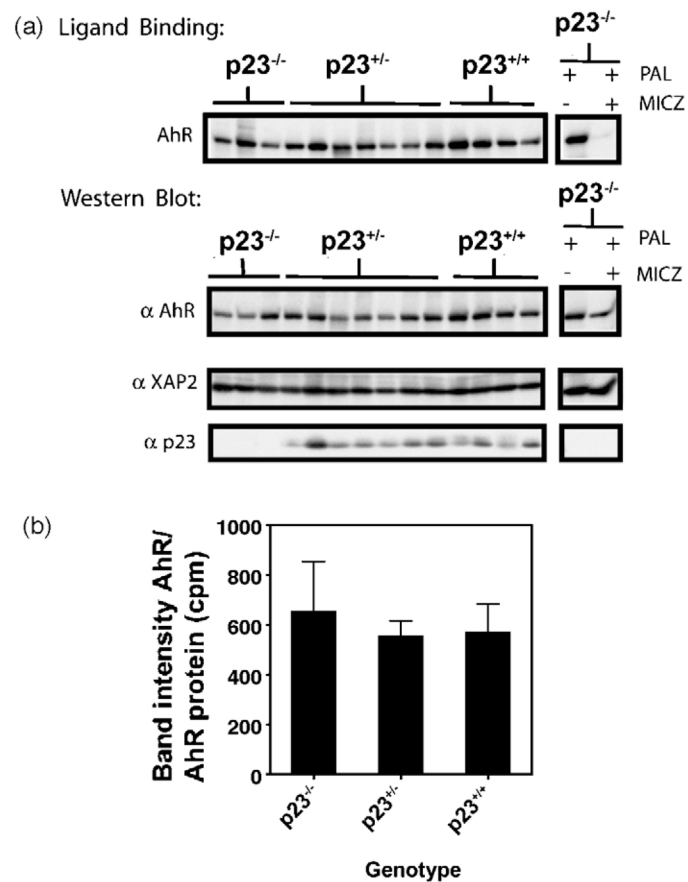 (a) Ligand Binding:
p23-/-
p23-/- p23+/- p23+/+
+ + PAL
- + MICZ
AhR
Western Blot:
p23-/-
p23-/- p23+/- p23+/+
+ + PAL
- + MICZ
α AhR
α XAP2
α p23
(b)
Band intensity AhR/
AhR protein (cpm)
1000
800
600
400
200
0
p23-/- p23+/- p23+/+
Genotype